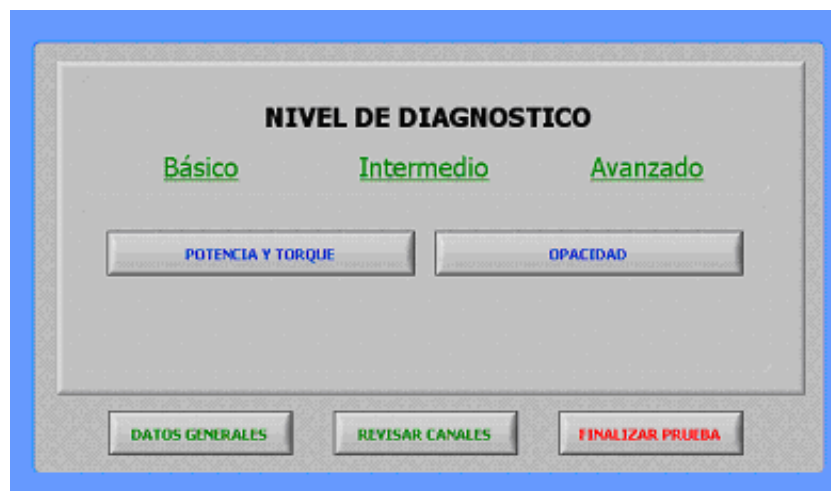 NIVEL DE DIAGNOSTICO
Básico Intermedio Avanzado
POTENCIA Y TORQUE OPACIDAD
DATOS GENERALES REVISAR CANALES FINALIZAR PRUEBA